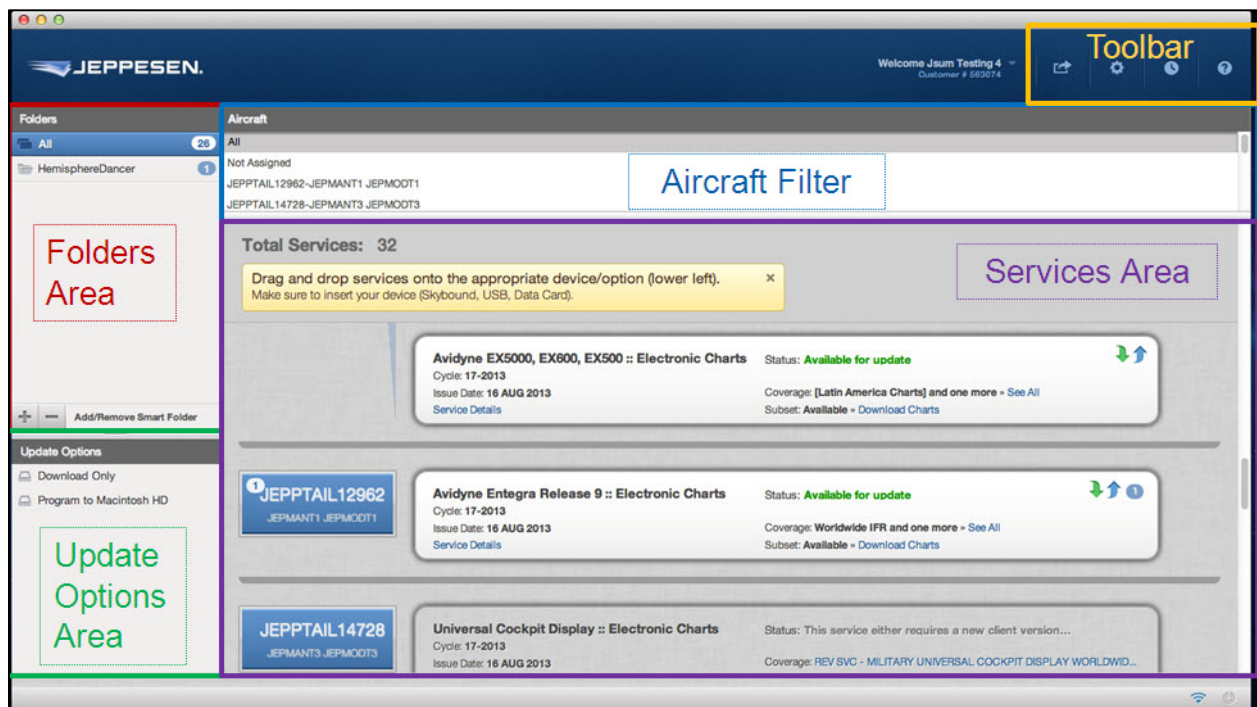 JEPPESEN.
Welcome Jsum Testing 4
Customer # 563074
Toolbar
Folders
All 26
HemisphereDancer 1
Folders
Area
Add/Remove Smart Folder
Aircraft
All
Not Assigned
JEPPTAIL12962-JEPMANT1 JEPMODT1
JEPPTAIL14728-JEPMANT3 JEPMODT3
Aircraft Filter
Total Services: 32
Drag and drop services onto the appropriate device/option (lower left).
Make sure to insert your device (Skybound, USB, Data Card).
Services Area
Avidyne EX5000, EX600, EX500 :: Electronic Charts
Cycle: 17-2013
Issue Date: 16 AUG 2013
Service Details
Status: Available for update
Coverage: [Latin America Charts] and one more » See All
Subset: Available » Download Charts
1
JEPPTAIL12962
JEPMANT1 JEPMODT1
Avidyne Entegra Release 9 :: Electronic Charts
Cycle: 17-2013
Issue Date: 16 AUG 2013
Service Details
Status: Available for update
1
Coverage: Worldwide IFR and one more » See All
Subset: Available » Download Charts
JEPPTAIL14728
JEPMANT3 JEPMODT3
Universal Cockpit Display :: Electronic Charts
Cycle: 17-2013
Issue Date: 16 AUG 2013
Status: This service either requires a new client version...
Coverage: REV SVC - MILITARY UNIVERSAL COCKPIT DISPLAY WORLDWID...
Update Options
Download Only
Program to Macintosh HD
Update
Options
Area